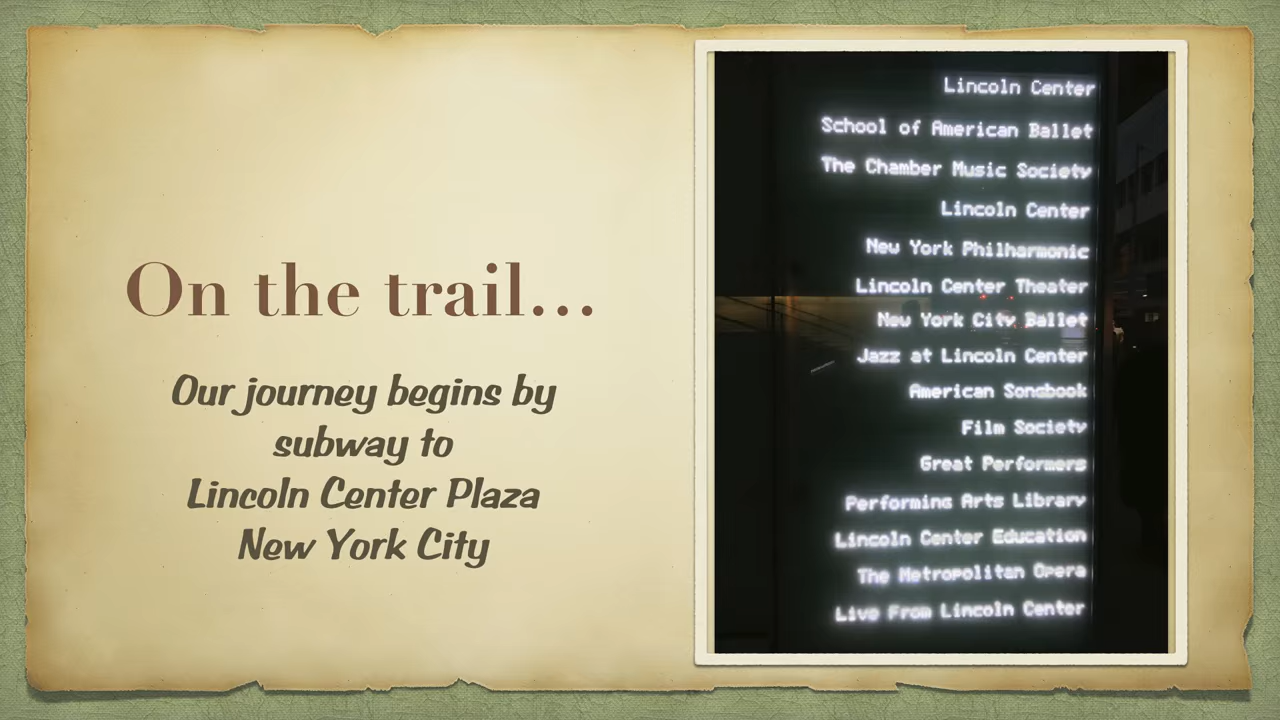 On the trail...
Our journey begins by
subway to
Lincoln Center Plaza
New York City
Lincoln Center
School of American Ballet
The Chamber Music Society
Lincoln Center
New York Philharmonic
Lincoln Center Theater
New York City Ballet
Jazz at Lincoln Center
American Songbook
Film Society
Great Performers
Performing Arts Library
Lincoln Center Education
The Metropolitan Opera
Live From Lincoln Center